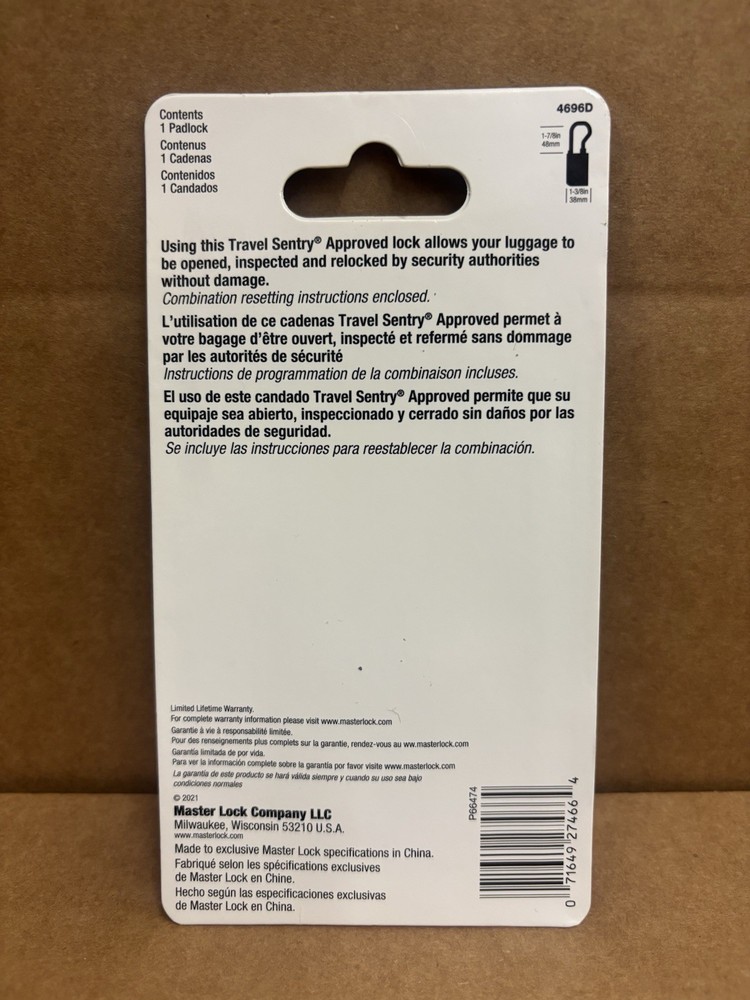 Contents
1 Padlock
Contenus
1 Cadenas
Contenidos
1 Candados
4696D
1-7/8in
48mm
1-3/8in
38mm
Using this Travel Sentry® Approved lock allows your luggage to
be opened, inspected and relocked by security authorities
without damage.
Combination resetting instructions enclosed.
L'utilisation de ce cadenas Travel Sentry® Approved permet à
votre bagage d'être ouvert, inspecté et refermé sans dommage
par les autorités de sécurité
Instructions de programmation de la combinaison incluses.
El uso de este candado Travel Sentry® Approved permite que su
equipaje sea abierto, inspeccionado y cerrado sin daños por las
autoridades de seguridad.
Se incluye las instrucciones para reestablecer la combinación.
Limited Lifetime Warranty.
For complete warranty information please visit www.masterlock.com
Garantie à vie à responsabilité limitée.
Pour des renseignements plus complets sur la garantie, rendez-vous au ww.masterlock.com
Garantía limitada de por vida.
Para ver la información complete sobre la garantía por favor visite www.masterlock.com
La garantía de este producto se hará válida siempre y cuando su uso sea bajo
condiciones normales
© 2021
Master Lock Company LLC
Milwaukee, Wisconsin 53210 U.S.A.
www.masterlock.com
Made to exclusive Master Lock specifications in China.
Fabriqué selon les spécifications exclusives
de Master Lock en Chine.
Hecho según las especificaciones exclusivas
de Master Lock en China.
P66474
0 71649 27466 4